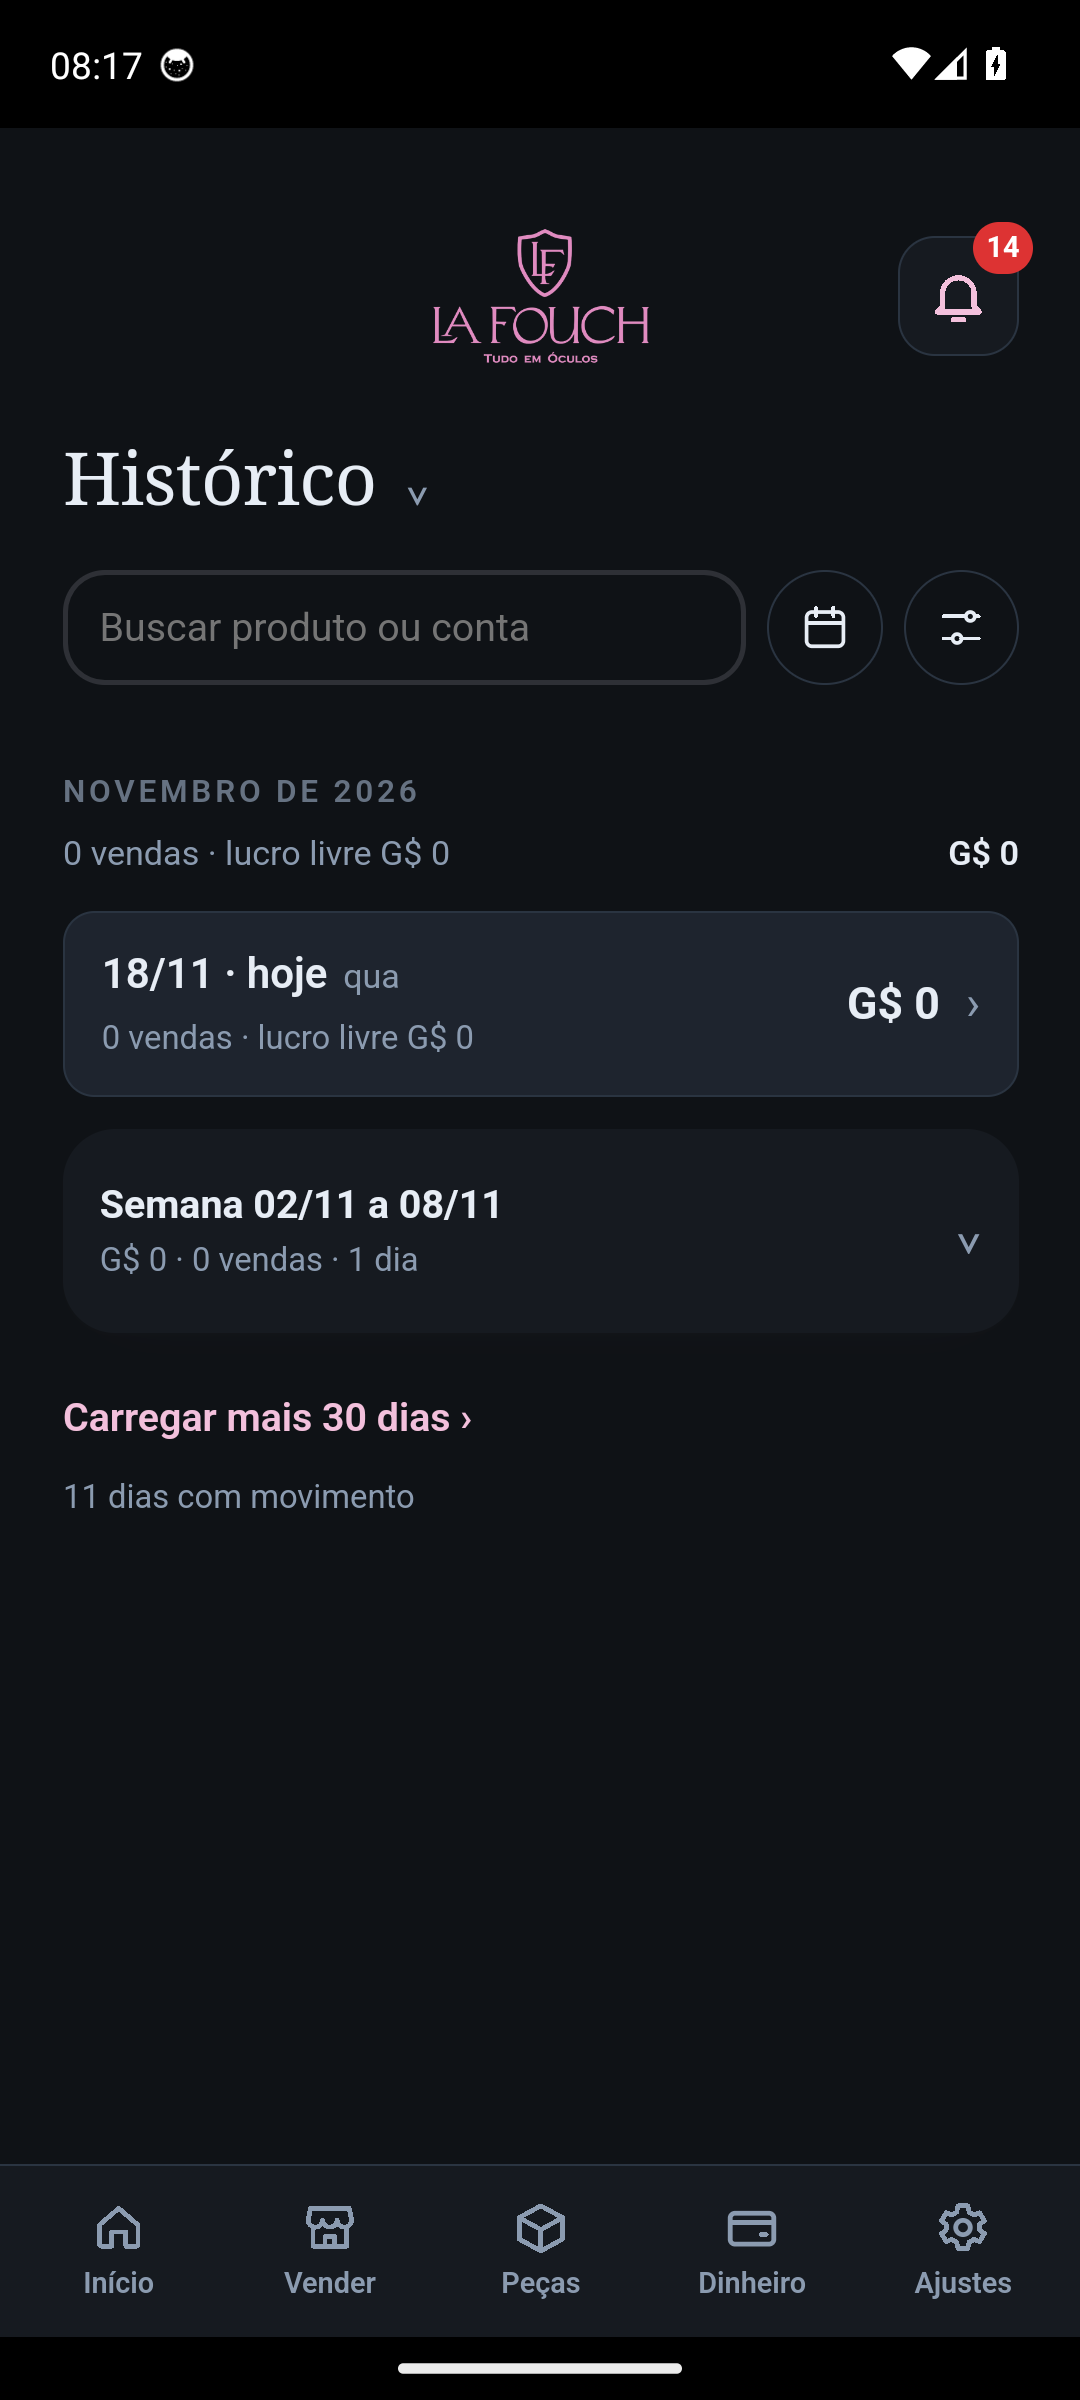 08:17
14
LF
LA FOUCH
TUDO EM ÓCULOS
Histórico
Buscar produto ou conta
NOVEMBRO DE 2026
0 vendas · lucro livre G$ 0
G$ 0
18/11 · hoje qua
G$ 0 ›
0 vendas · lucro livre G$ 0
Semana 02/11 a 08/11
G$ 0 · 0 vendas · 1 dia
Carregar mais 30 dias ›
11 dias com movimento
Início
Vender
Peças
Dinheiro
Ajustes